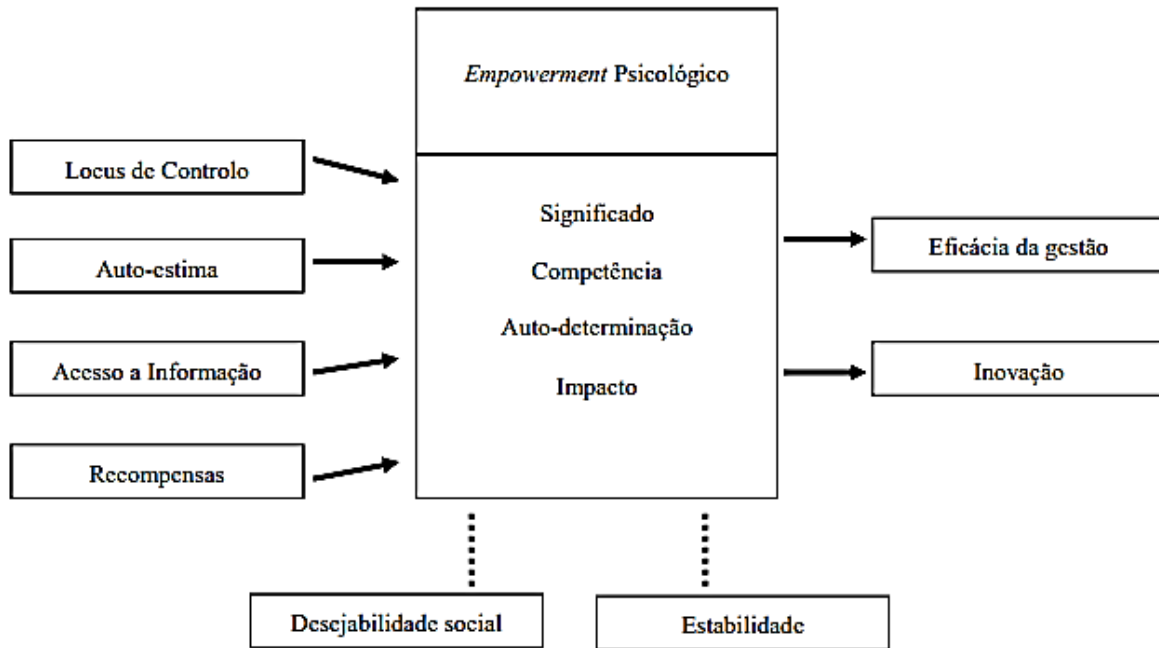 Empowerment Psicológico
Locus de Controlo
Auto-estima
Acesso a Informação
Recompensas
Significado
Competência
Auto-determinação
Impacto
Eficácia da gestão
Inovação
Desejabilidade social
Estabilidade